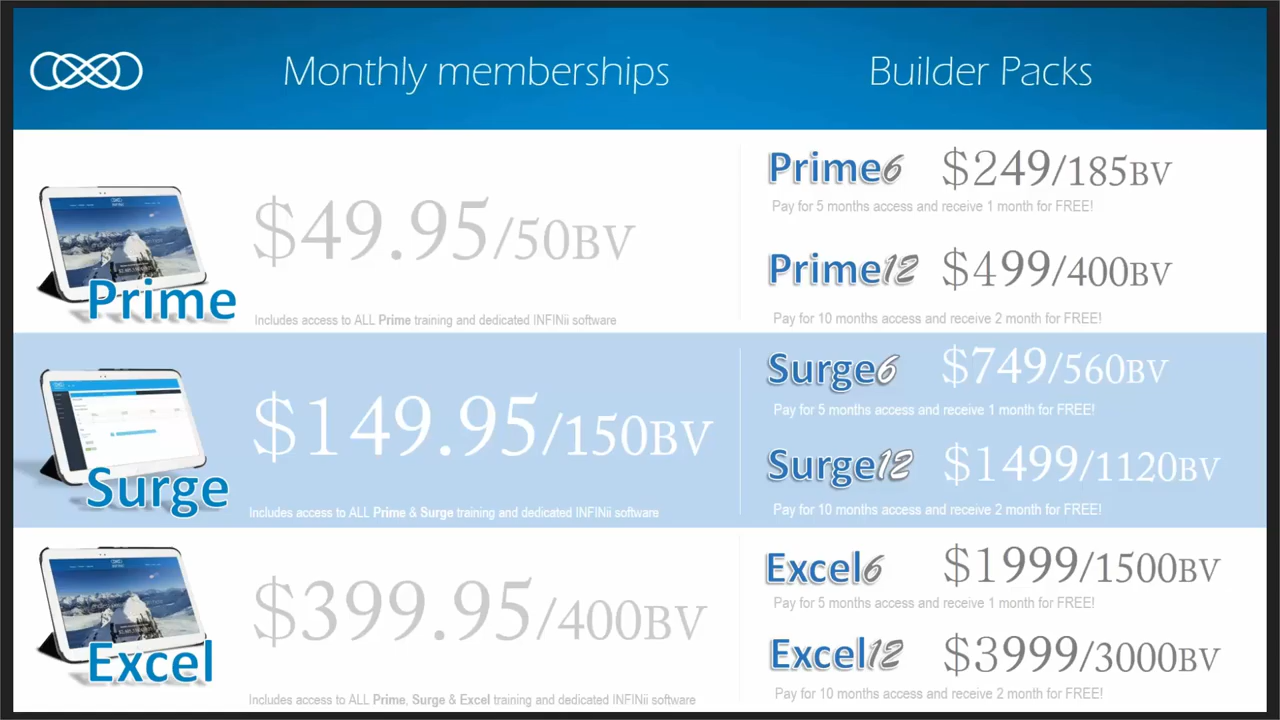 Monthly memberships
Builder Packs
$49.95/50BV
Prime
Includes access to ALL Prime training and dedicated INFINii software
Prime6 $249/185BV
Pay for 5 months access and receive 1 month for FREE!
Prime12 $499/400BV
Pay for 10 months access and receive 2 month for FREE!
$149.95/150BV
Surge
Includes access to ALL Prime & Surge training and dedicated INFINii software
Surge6 $749/560BV
Pay for 5 months access and receive 1 month for FREE!
Surge12 $1499/1120BV
Pay for 10 months access and receive 2 month for FREE!
$399.95/400BV
Excel
Includes access to ALL Prime, Surge & Excel training and dedicated INFINii software
Excel6 $1999/1500BV
Pay for 5 months access and receive 1 month for FREE!
Excel12 $3999/3000BV
Pay for 10 months access and receive 2 month for FREE!